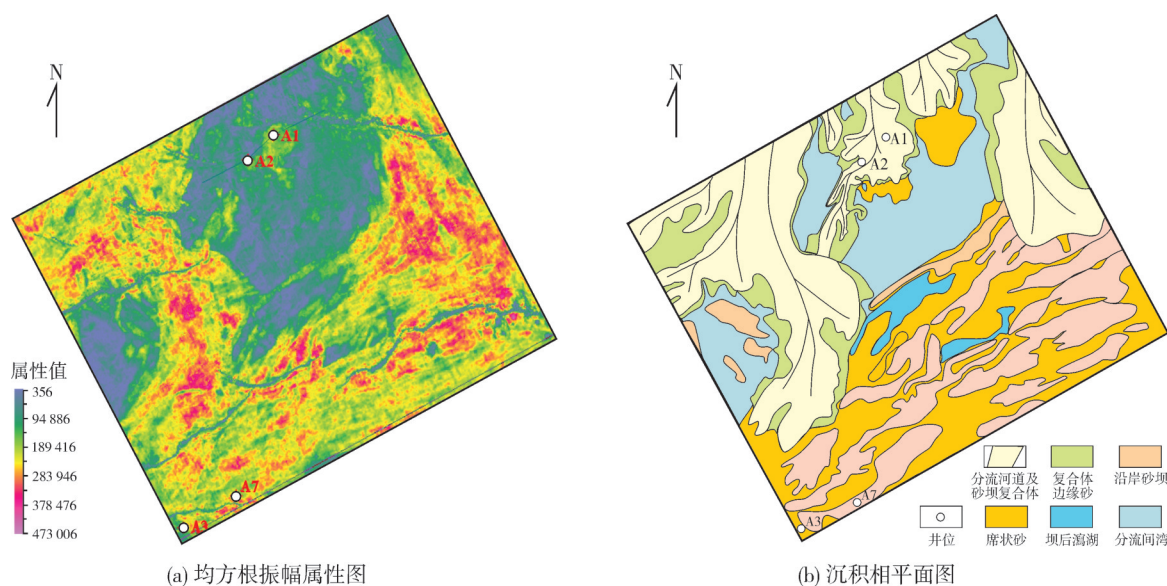 N
A1
A2
A7
A3
属性值
356
94 886
189 416
283 946
378 476
473 006
(a) 均方根振幅属性图
N
A1
A2
A7
A3
分流河道及
砂坝复合体
复合体
边缘砂
沿岸砂坝
井位
席状砂
坝后潟湖
分流间湾
(b) 沉积相平面图